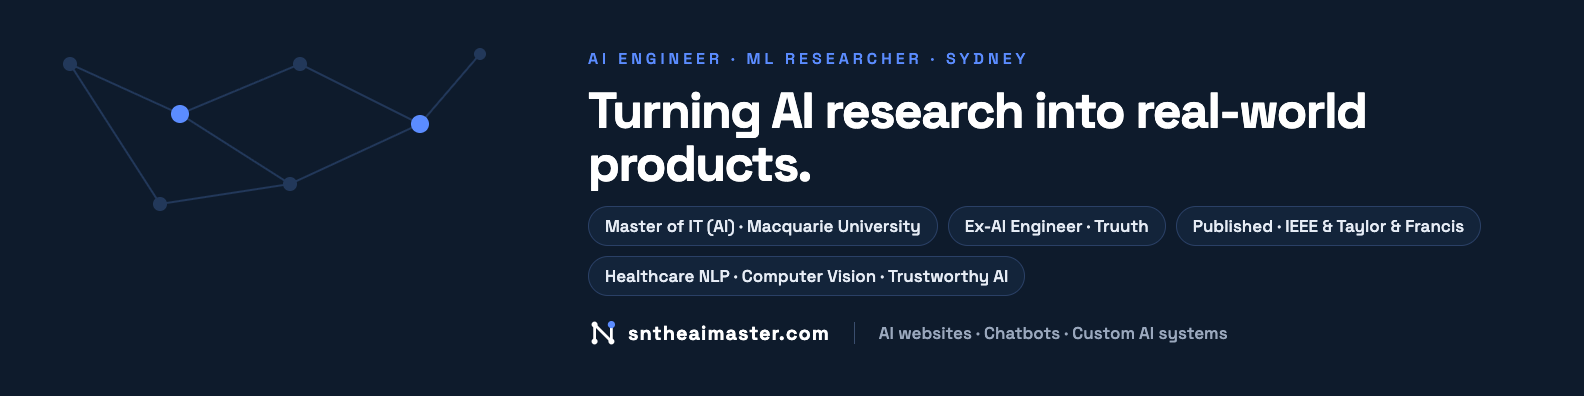 AI ENGINEER · ML RESEARCHER · SYDNEY
Turning AI research into real-world
products.
Master of IT (AI) · Macquarie University
Ex-AI Engineer · Truuth
Published · IEEE & Taylor & Francis
Healthcare NLP · Computer Vision · Trustworthy AI
sntheaimaster.com
AI websites · Chatbots · Custom AI systems